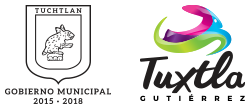 TUCHTLAN
GOBIERNO MUNICIPAL
2015 - 2018
Tuxtla
GUTIÉRREZ